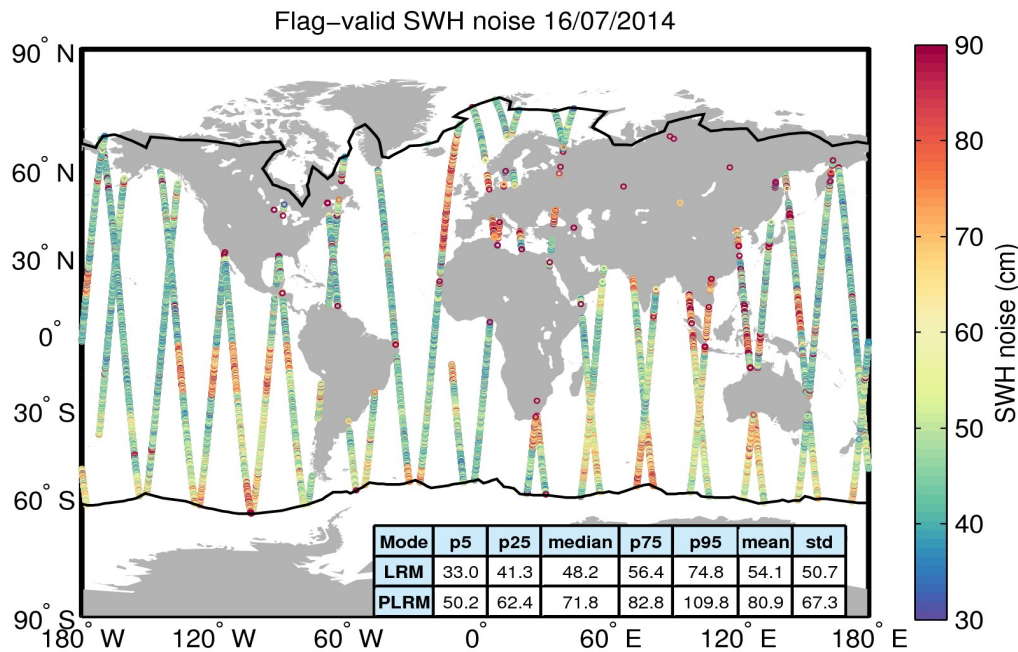 Flag−valid SWH noise 16/07/2014
90° N
60° N
30° N
0°
30° S
60° S
90° S
180° W
120° W
60° W
0°
60° E
120° E
180° E
90
80
70
60
50
40
30
SWH noise (cm)
Mode p5 p25 median p75 p95 mean std
LRM 33.0 41.3 48.2 56.4 74.8 54.1 50.7
PLRM 50.2 62.4 71.8 82.8 109.8 80.9 67.3